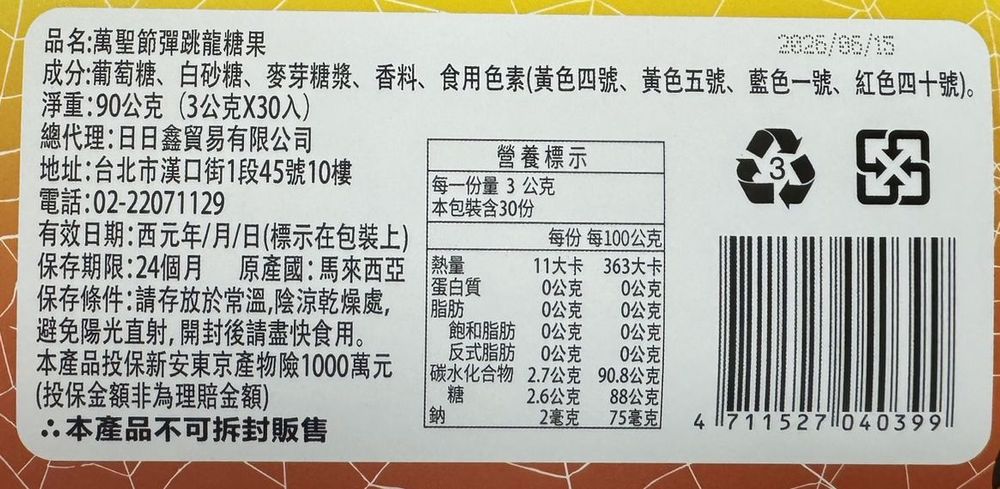 品名:萬聖節彈跳龍糖果
2026/05/15
成分:葡萄糖、白砂糖、麥芽糖漿、香料、食用色素(黃色四號、黃色五號、藍色一號、紅色四十號)。
淨重:90公克 (3公克X30入)
總代理:日日鑫貿易有限公司
地址:台北市漢口街1段45號10樓
電話:02-22071129
有效日期:西元年/月/日(標示在包裝上)
保存期限:24個月 原產國:馬來西亞
保存條件:請存放於常溫,陰涼乾燥處,
避免陽光直射,開封後請盡快食用。
本產品投保新安東京產物險1000萬元
(投保金額非為理賠金額)
∴本產品不可拆封販售
營養標示
每一份量 3 公克
本包裝含30份
每份 每100公克
熱量 11大卡 363大卡
蛋白質 0公克 0公克
脂肪 0公克 0公克
飽和脂肪 0公克 0公克
反式脂肪 0公克 0公克
碳水化合物 2.7公克 90.8公克
糖 2.6公克 88公克
鈉 2毫克 75毫克
3
4 711527 040399